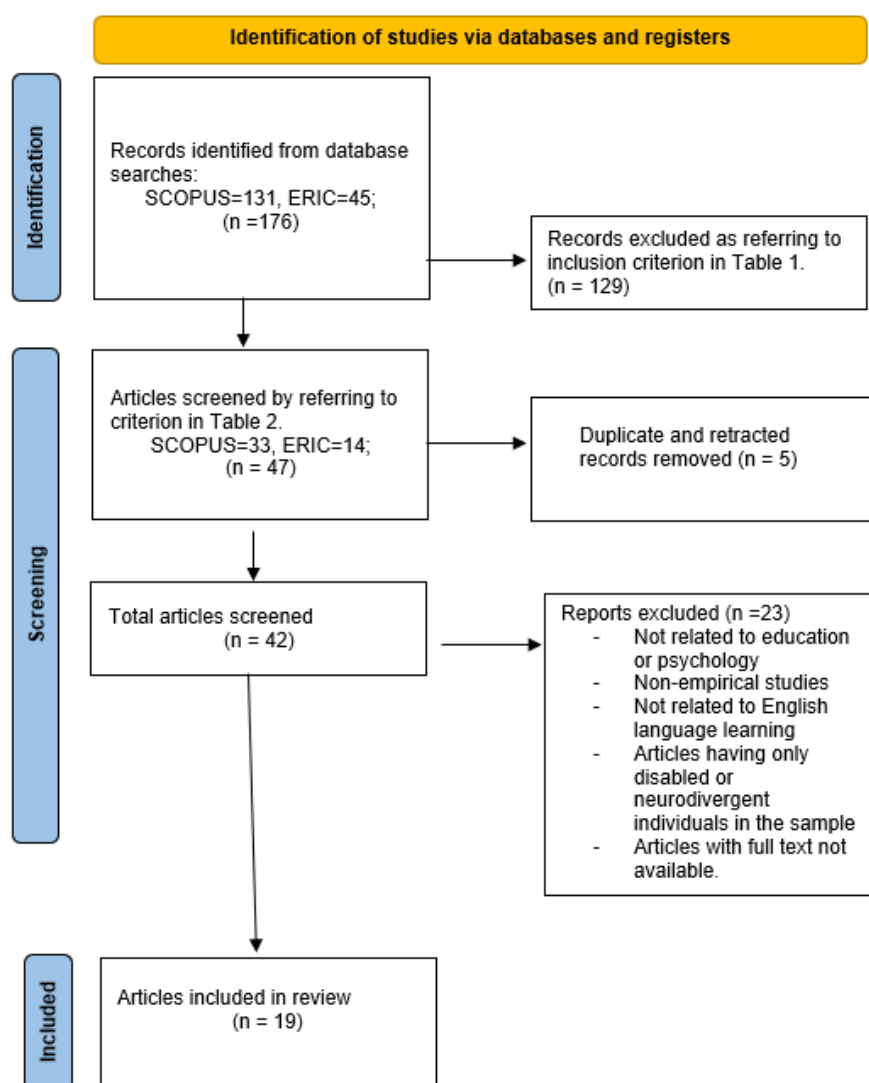 Identification of studies via databases and registers
Identification
Records identified from database
searches:
SCOPUS=131, ERIC=45;
(n =176)
Records excluded as referring to
inclusion criterion in Table 1.
(n = 129)
Screening
Articles screened by referring to
criterion in Table 2.
SCOPUS=33, ERIC=14;
(n = 47)
Duplicate and retracted
records removed (n = 5)
Total articles screened
(n = 42)
Reports excluded (n =23)
- Not related to education
or psychology
- Non-empirical studies
- Not related to English
language learning
- Articles having only
disabled or
neurodivergent
individuals in the sample
- Articles with full text not
available.
Included
Articles included in review
(n = 19)